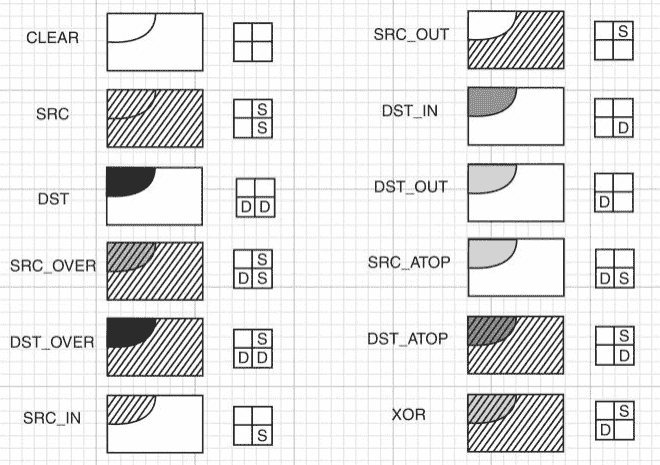 CLEAR
SRC
S
S
DST
D D
SRC_OVER
S
D S
DST_OVER
S
D D
SRC_IN
S
SRC_OUT
S
DST_IN
D
DST_OUT
D
SRC_ATOP
D S
DST_ATOP
S
D
XOR
S
D